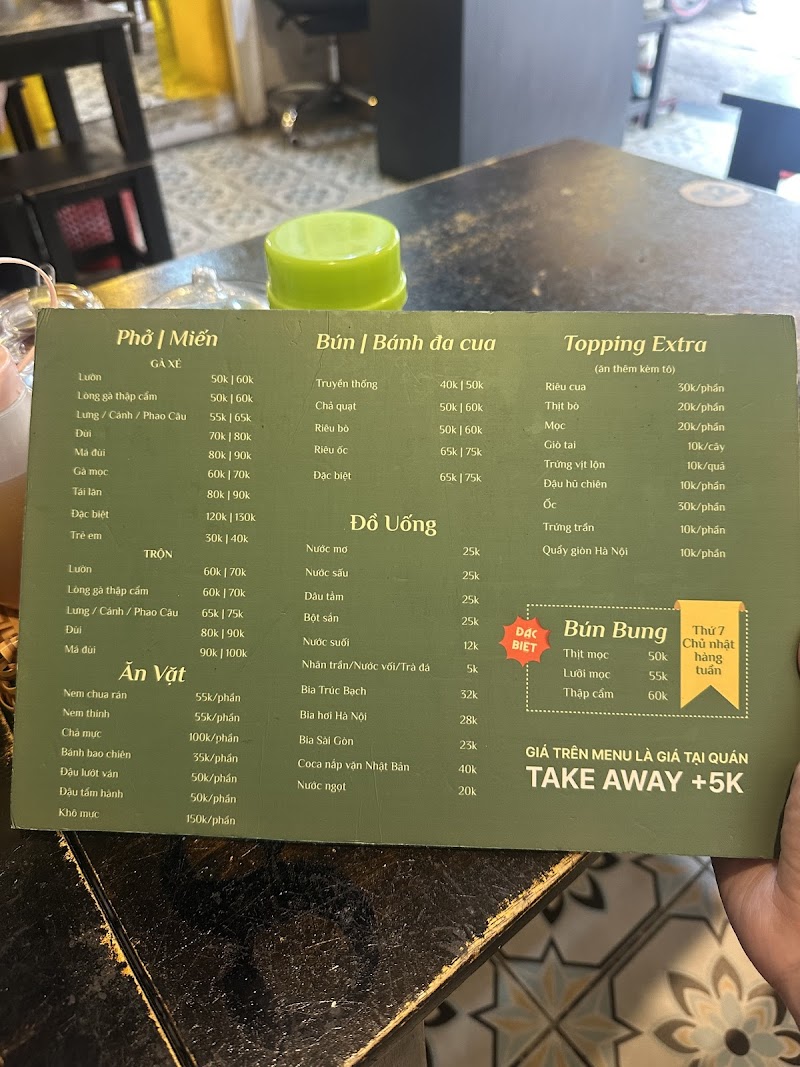 Phở | Miến
GÀ XÉ
Lườn 50k | 60k
Lòng gà thập cẩm 50k | 60k
Lưng / Cánh / Phao Câu 55k | 65k
Đùi 70k | 80k
Má đùi 80k | 90k
Gà mọc 60k | 70k
Tái lăn 80k | 90k
Đặc biệt 120k | 130k
Trẻ em 30k | 40k
TRỘN
Lườn 60k | 70k
Lòng gà thập cẩm 60k | 70k
Lưng / Cánh / Phao Câu 65k | 75k
Đùi 80k | 90k
Má đùi 90k | 100k
Ăn Vặt
Nem chua rán 55k/phần
Nem thính 55k/phần
Chả mực 100k/phần
Bánh bao chiên 35k/phần
Đậu lướt ván 50k/phần
Đậu tẩm hành 50k/phần
Khô mực 150k/phần
Bún | Bánh đa cua
Truyền thống 40k | 50k
Chả quạt 50k | 60k
Riêu bò 50k | 60k
Riêu ốc 65k | 75k
Đặc biệt 65k | 75k
Đồ Uống
Nước mơ 25k
Nước sấu 25k
Dâu tằm 25k
Bột sắn 25k
Nước suối 12k
Nhân trần/Nước vối/Trà đá 5k
Bia Trúc Bạch 32k
Bia hơi Hà Nội 28k
Bia Sài Gòn 23k
Coca nắp vặn Nhật Bản 40k
Nước ngọt 20k
Topping Extra
(ăn thêm kèm tô)
Riêu cua 30k/phần
Thịt bò 20k/phần
Mọc 20k/phần
Giò tai 10k/cây
Trứng vịt lộn 10k/quả
Đậu hũ chiên 10k/phần
Ốc 30k/phần
Trứng trần 10k/phần
Quẩy giòn Hà Nội 10k/phần
ĐẶC
BIỆT
Bún Bung
Thịt mọc 50k
Lưỡi mọc 55k
Thập cẩm 60k
Thứ 7
Chủ nhật
hàng
tuần
GIÁ TRÊN MENU LÀ GIÁ TẠI QUÁN
TAKE AWAY +5K